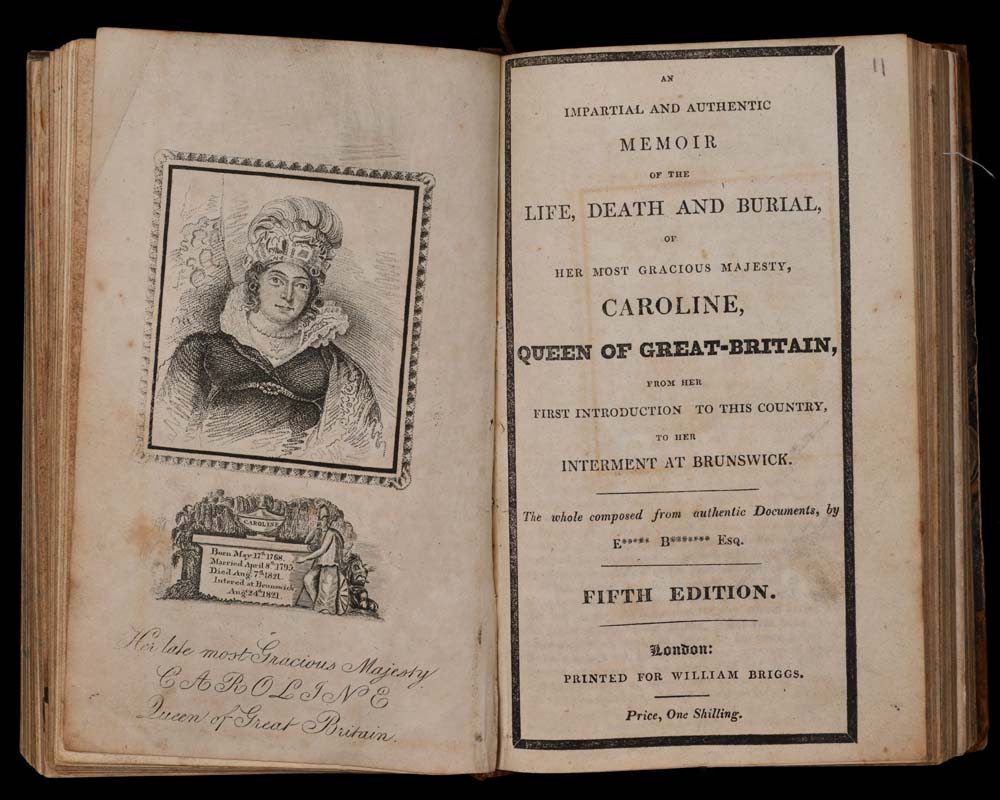 CAROLINE
Born May 17th 1768.
Married April 8th 1795.
Died Aug. 7th 1821.
Intered at Brunswick
Aug. 24th 1821.
Her late most Gracious Majesty
CAROLINE
Queen of Great Britain.
11
AN
IMPARTIAL AND AUTHENTIC
MEMOIR
OF THE
LIFE, DEATH AND BURIAL,
OF
HER MOST GRACIOUS MAJESTY,
CAROLINE,
QUEEN OF GREAT-BRITAIN,
FROM HER
FIRST INTRODUCTION TO THIS COUNTRY,
TO HER
INTERMENT AT BRUNSWICK.
The whole composed from authentic Documents, by
E***** B******* Esq.
FIFTH EDITION.
London:
PRINTED FOR WILLIAM BRIGGS.
Price, One Shilling.